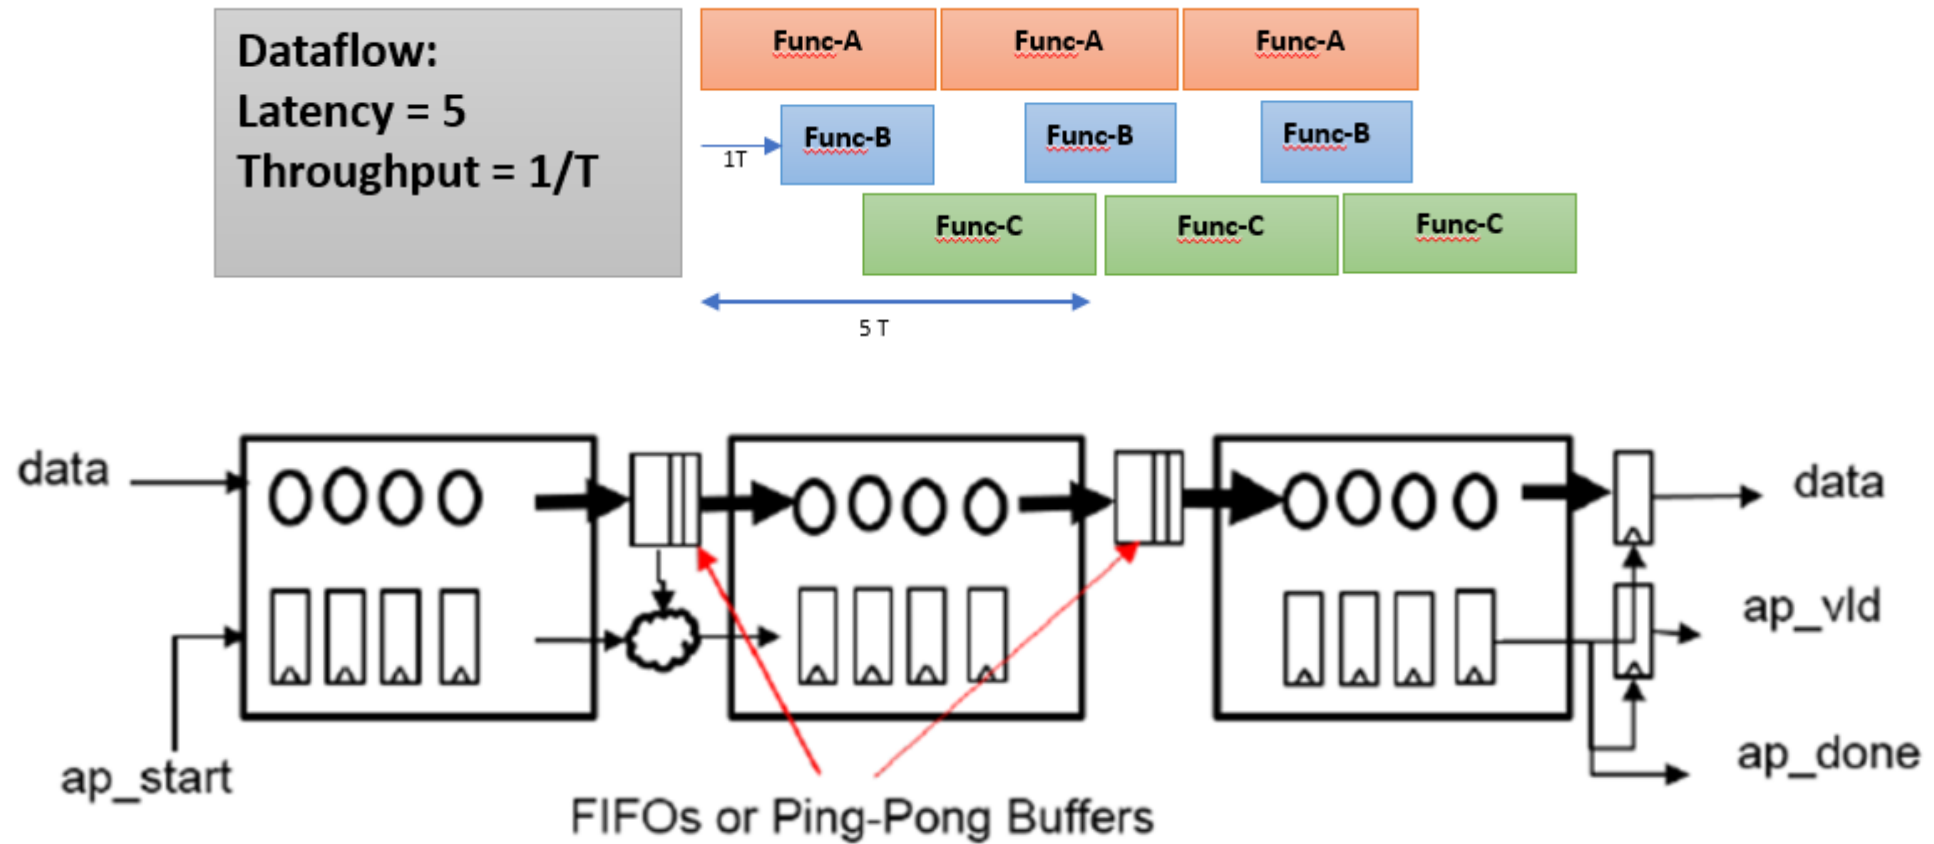 Dataflow:
Latency = 5
Throughput = 1/T
Func-A Func-A Func-A
1T
Func-B Func-B Func-B
Func-C Func-C Func-C
5 T
data
ap_start
FIFOs or Ping-Pong Buffers
data
ap_vld
ap_done